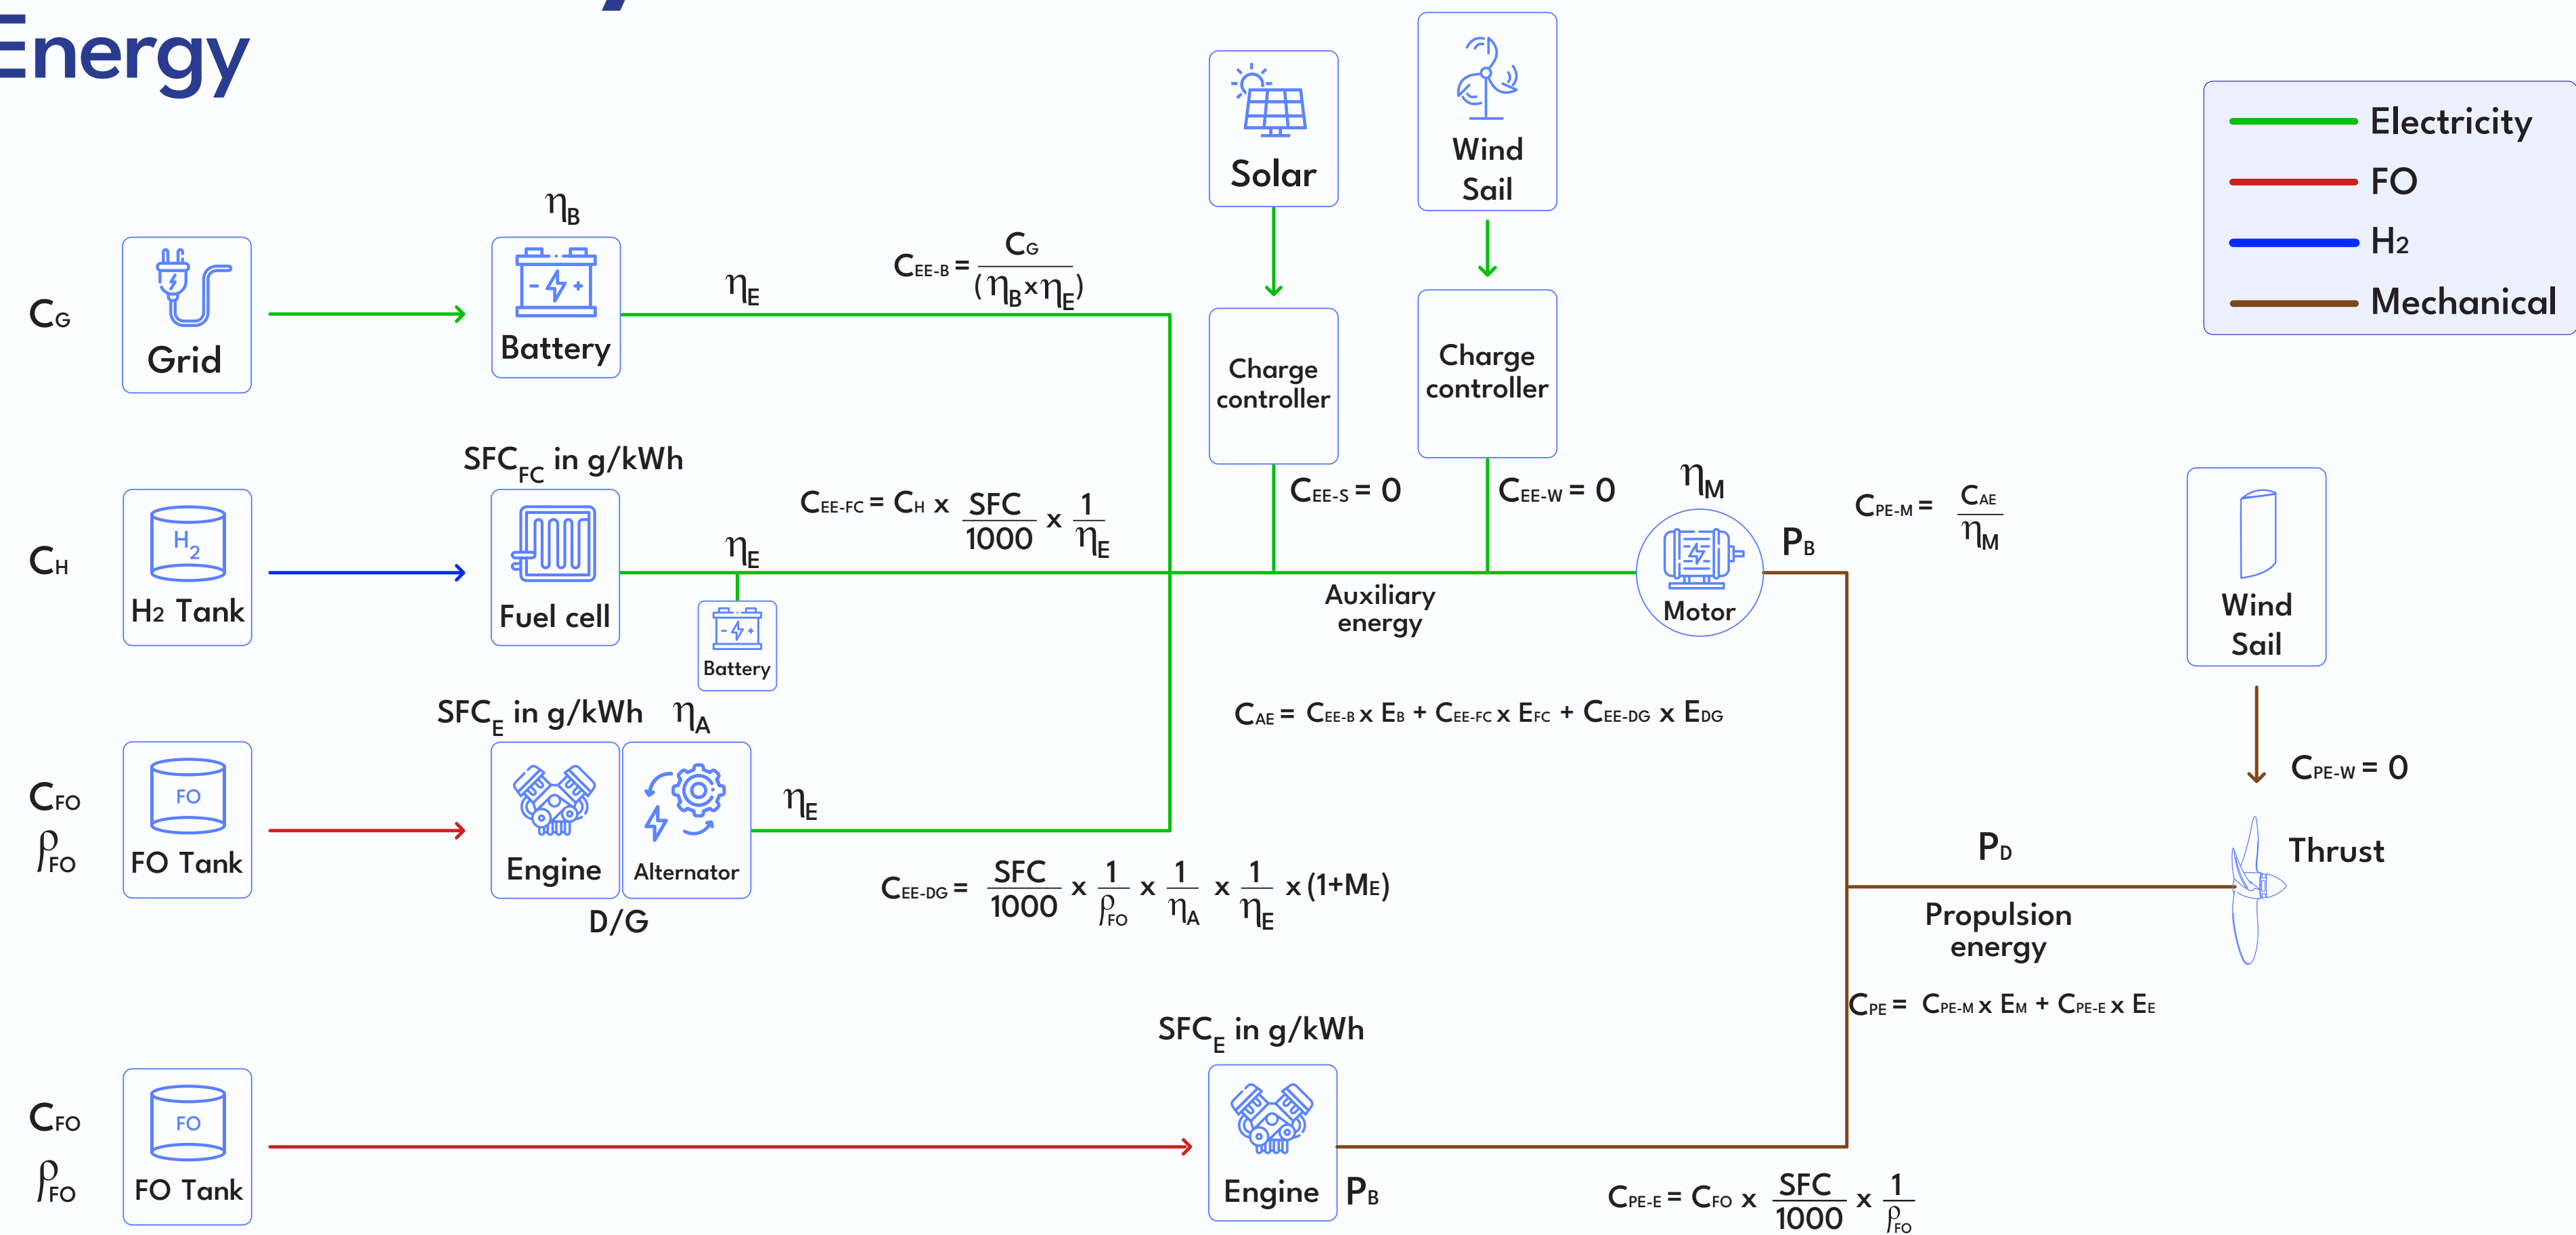 Energy
Electricity
FO
H2
Mechanical
Solar
Wind
Sail
Charge
controller
Charge
controller
CEE-S = 0
CEE-W = 0
CG
Grid
ηB
Battery
ηE
CEE-B = CG / (ηB x ηE)
CH
H2
H2 Tank
SFCFC in g/kWh
Fuel cell
ηE
Battery
CEE-FC = CH x SFC/1000 x 1/ηE
Auxiliary
energy
ηM
Motor
PB
CPE-M = CAE/ηM
Wind
Sail
CPE-W = 0
CAE = CEE-B x EB + CEE-FC x EFC + CEE-DG x EDG
CFO
ρFO
FO
FO Tank
SFCE in g/kWh ηA
Engine
Alternator
D/G
ηE
CEE-DG = SFC/1000 x 1/ρFO x 1/ηA x 1/ηE x (1+ME)
PD
Thrust
Propulsion
energy
CPE = CPE-M x EM + CPE-E x EE
CFO
ρFO
FO
FO Tank
SFCE in g/kWh
Engine
PB
CPE-E = CFO x SFC/1000 x 1/ρFO